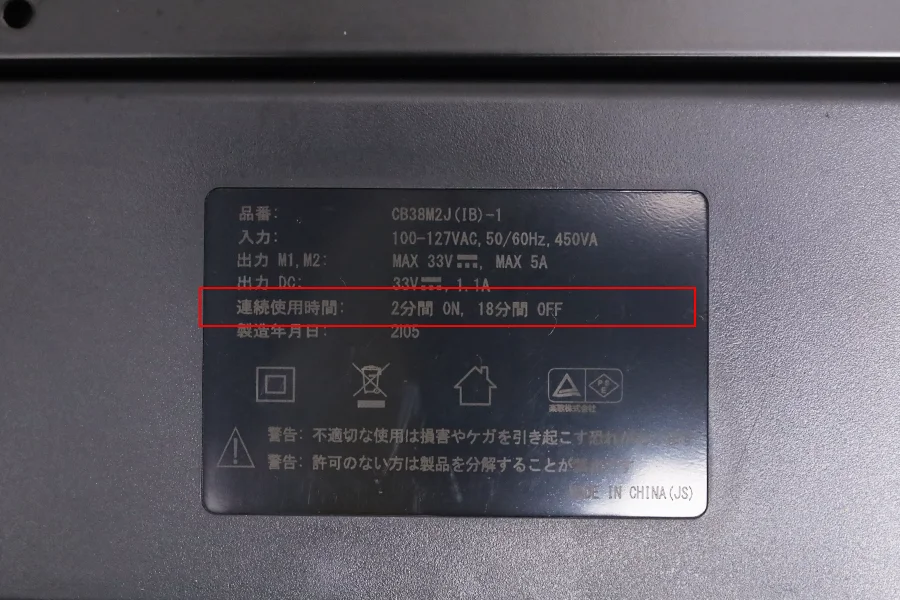 品番: CB38M2J(IB)-1
入力: 100-127VAC, 50/60Hz, 450VA
出力 M1,M2: MAX 33V⎓, MAX 5A
出力 DC: 33V⎓, 1.1A
連続使用時間: 2分間 ON, 18分間 OFF
製造年月日: 2105
PS E
警告: 不適切な使用は損害やケガを引き起こす恐れが
警告: 許可のない方は製品を分解することが
IN CHINA(JS)